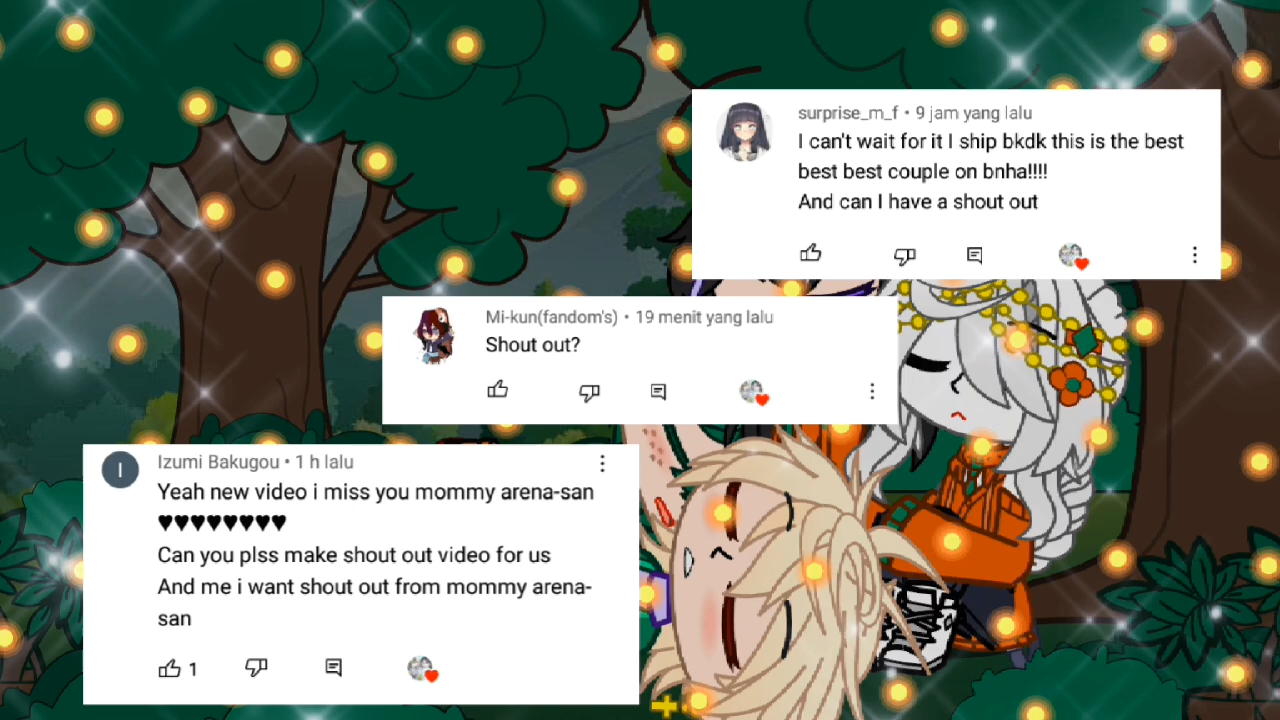 surprise_m_f • 9 jam yang lalu
I can't wait for it I ship bkdk this is the best
best best couple on bnha!!!!
And can I have a shout out
Mi-kun(fandom's) • 19 menit yang lalu
Shout out?
I
Izumi Bakugou • 1 h lalu
Yeah new video i miss you mommy arena-san
♥♥♥♥♥♥♥♥
Can you plss make shout out video for us
And me i want shout out from mommy arena-
san
1